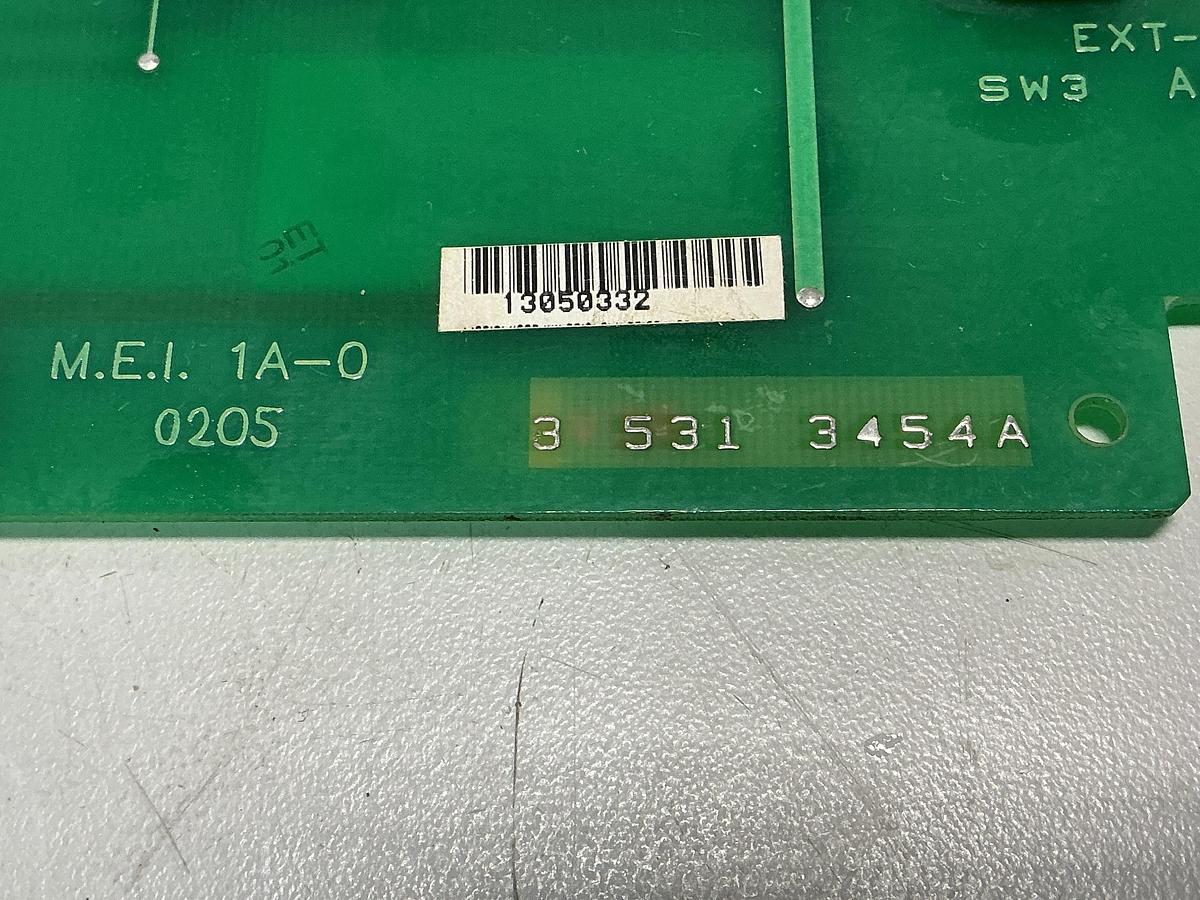 EXT-
SW3 A
13050332
M.E.I. 1A-0
0205
3 531 3454A